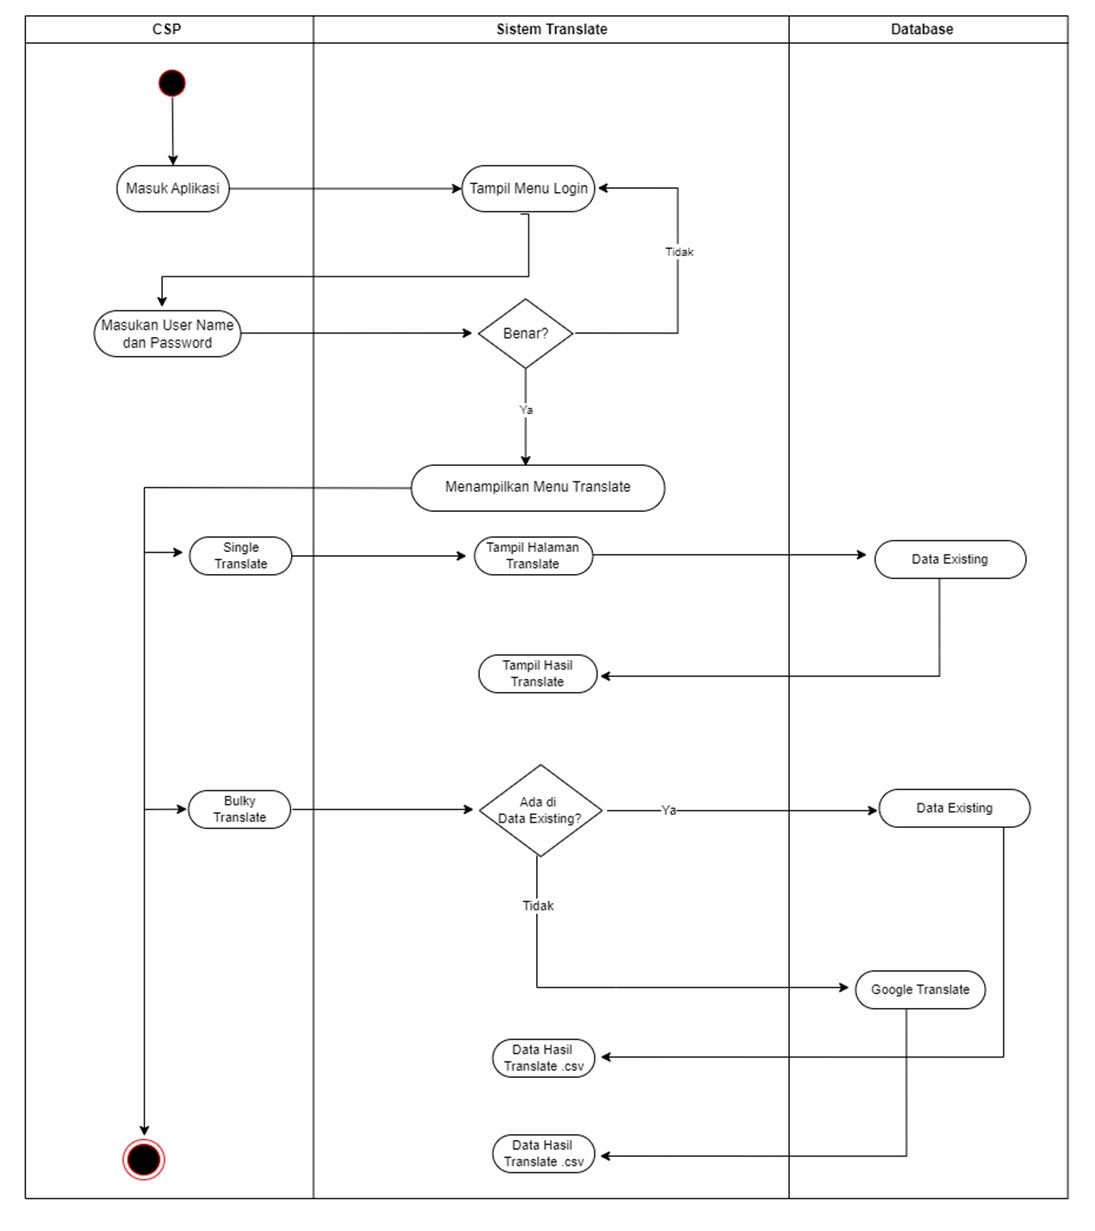 CSP
Sistem Translate
Database
Masuk Aplikasi
Tampil Menu Login
Tidak
Masukan User Name
dan Password
Benar?
Ya
Menampilkan Menu Translate
Single
Translate
Tampil Halaman
Translate
Data Existing
Tampil Hasil
Translate
Bulky
Translate
Ada di
Data Existing?
Ya
Data Existing
Tidak
Google Translate
Data Hasil
Translate .csv
Data Hasil
Translate .csv